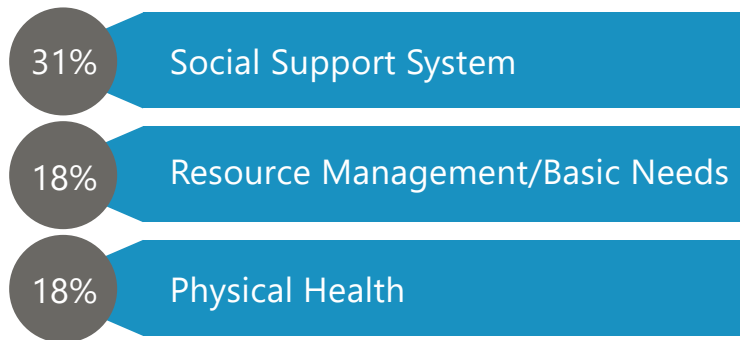 31% Social Support System
18% Resource Management/Basic Needs
18% Physical Health